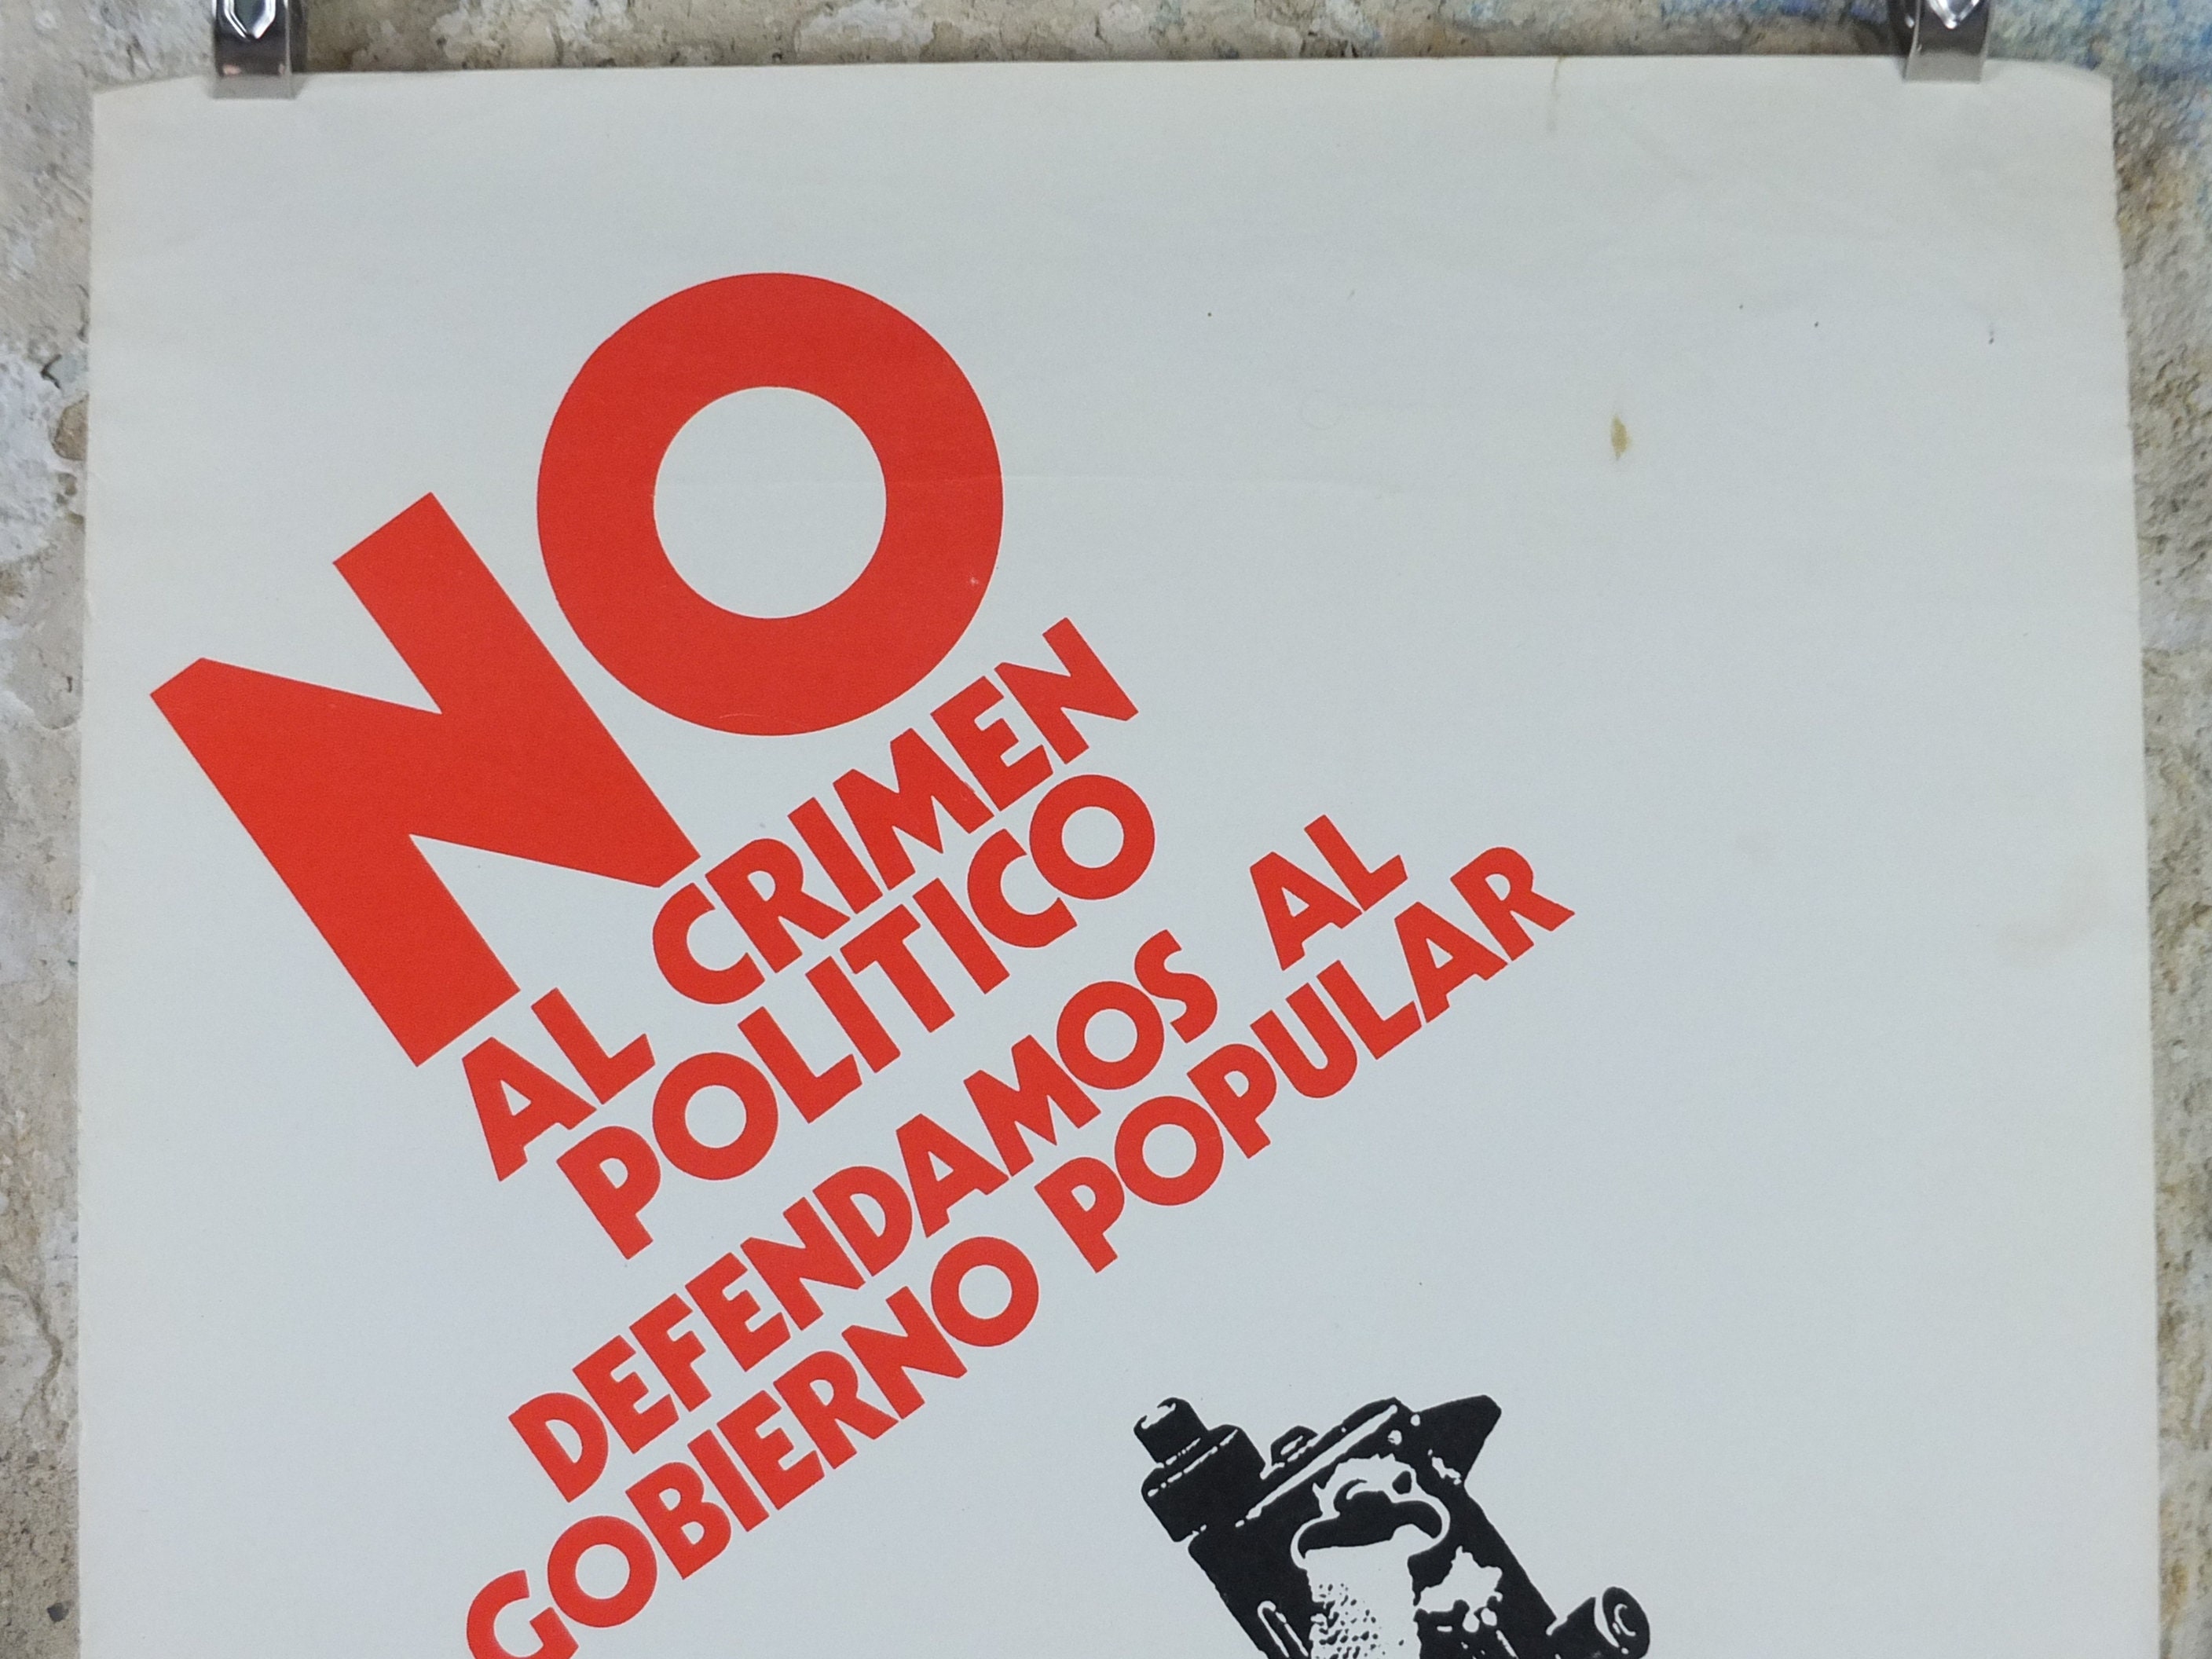 NO
AL CRIMEN
POLITICO
DEFENDAMOS AL
GOBIERNO POPULAR